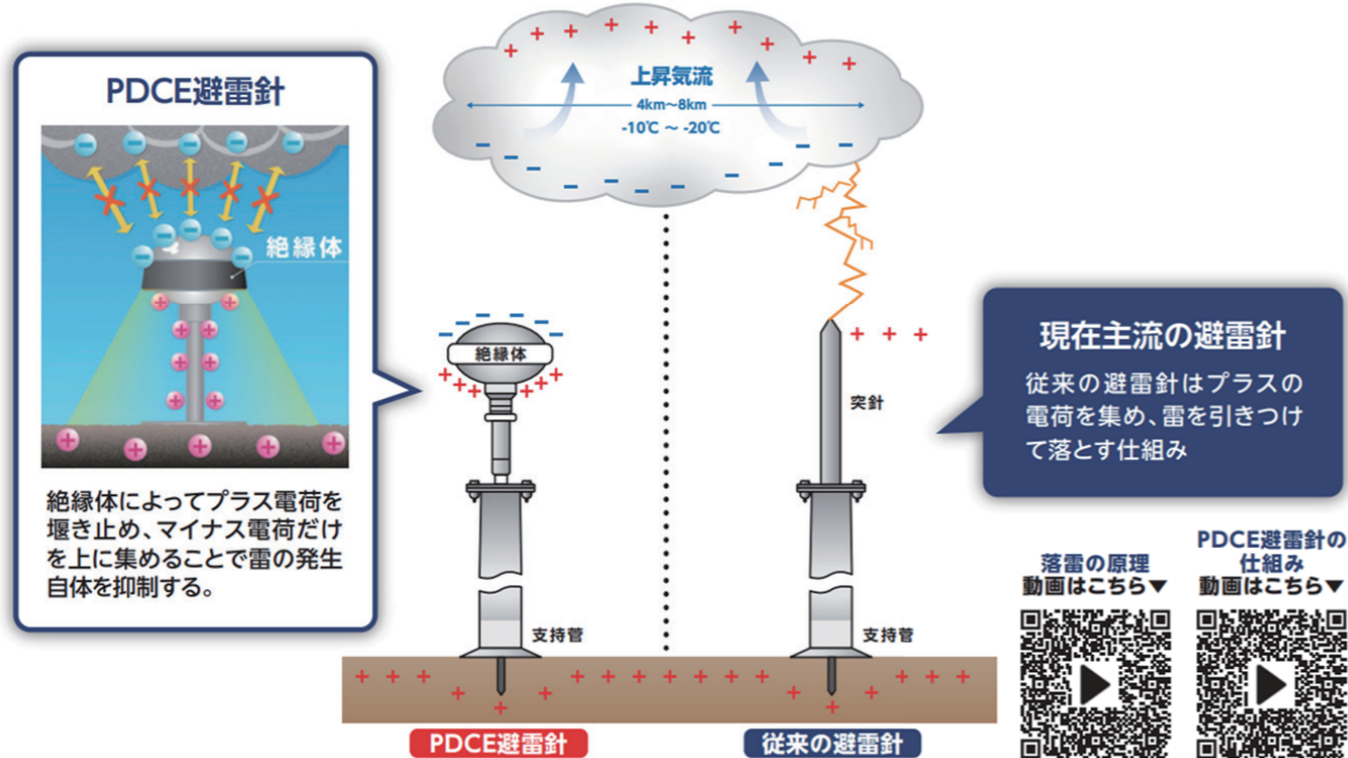 PDCE避雷針
絶縁体
絶縁体によってプラス電荷を
堰き止め、マイナス電荷だけ
を上に集めることで雷の発生
自体を抑制する。
上昇気流
4km〜8km
-10℃ 〜 -20℃
絶縁体
支持菅
突針
支持菅
現在主流の避雷針
従来の避雷針はプラスの
電荷を集め、雷を引きつけ
て落とす仕組み
落雷の原理
動画はこちら▼
PDCE避雷針の
仕組み
動画はこちら▼
PDCE避雷針
従来の避雷針